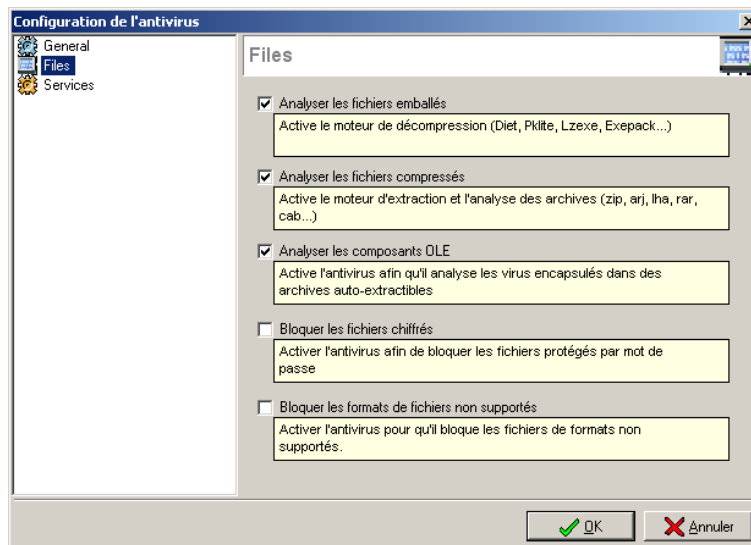 Configuration de l'antivirus
General
Files
Services
Files
Analyser les fichiers emballés
Active le moteur de décompression (Diet, Pklite, Lzexe, Exepack...)
Analyser les fichiers compressés
Active le moteur d'extraction et l'analyse des archives (zip, arj, lha, rar,
cab...)
Analyser les composants OLE
Active l'antivirus afin qu'il analyse les virus encapsulés dans des
archives auto-extractibles
Bloquer les fichiers chiffrés
Activer l'antivirus afin de bloquer les fichiers protégés par mot de
passe
Bloquer les formats de fichiers non supportés
Activer l'antivirus pour qu'il bloque les fichiers de formats non
supportés.
OK
Annuler